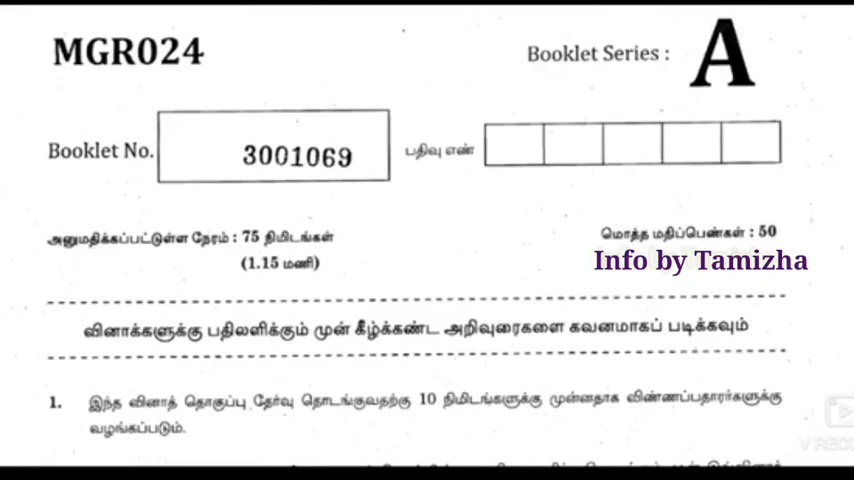 MGR024
Booklet Series : A
Booklet No. 3001069 பதிவு எண்
அனுமதிக்கப்பட்டுள்ள நேரம் : 75 நிமிடங்கள்
மொத்த மதிப்பெண்கள் : 50
(1.15 மணி)
Info by Tamizha
வினாக்களுக்கு பதிலளிக்கும் முன் கீழ்க்கண்ட அறிவுரைகளை கவனமாகப் படிக்கவும்
1. இந்த வினாத் தொகுப்பு தேர்வு தொடங்குவதற்கு 10 நிமிடங்களுக்கு முன்னதாக விண்ணப்பதாரர்களுக்கு
வழங்கப்படும்.